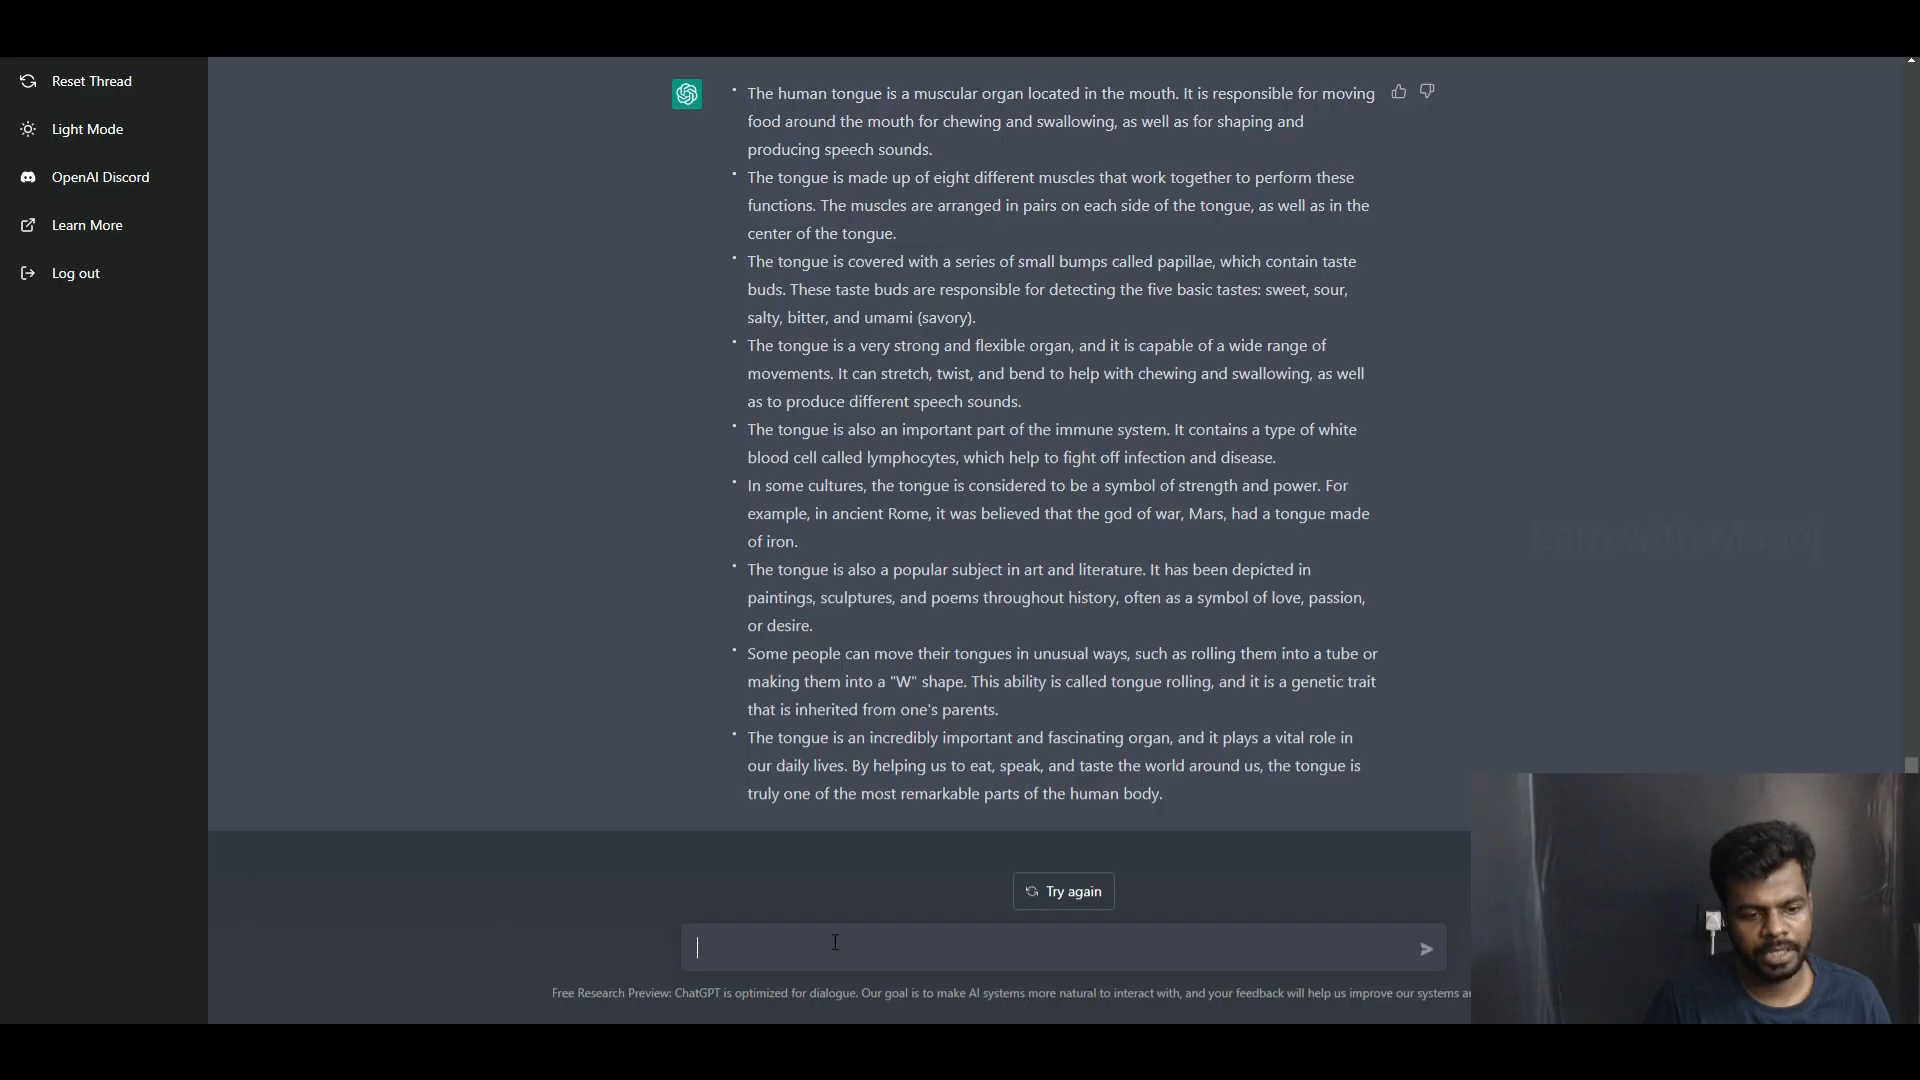 Reset Thread
Light Mode
OpenAI Discord
Learn More
Log out
The human tongue is a muscular organ located in the mouth. It is responsible for moving
food around the mouth for chewing and swallowing, as well as for shaping and
producing speech sounds.
The tongue is made up of eight different muscles that work together to perform these
functions. The muscles are arranged in pairs on each side of the tongue, as well as in the
center of the tongue.
The tongue is covered with a series of small bumps called papillae, which contain taste
buds. These taste buds are responsible for detecting the five basic tastes: sweet, sour,
salty, bitter, and umami (savory).
The tongue is a very strong and flexible organ, and it is capable of a wide range of
movements. It can stretch, twist, and bend to help with chewing and swallowing, as well
as to produce different speech sounds.
The tongue is also an important part of the immune system. It contains a type of white
blood cell called lymphocytes, which help to fight off infection and disease.
In some cultures, the tongue is considered to be a symbol of strength and power. For
example, in ancient Rome, it was believed that the god of war, Mars, had a tongue made
of iron.
The tongue is also a popular subject in art and literature. It has been depicted in
paintings, sculptures, and poems throughout history, often as a symbol of love, passion,
or desire.
Some people can move their tongues in unusual ways, such as rolling them into a tube or
making them into a "W" shape. This ability is called tongue rolling, and it is a genetic trait
that is inherited from one's parents.
The tongue is an incredibly important and fascinating organ, and it plays a vital role in
our daily lives. By helping us to eat, speak, and taste the world around us, the tongue is
truly one of the most remarkable parts of the human body.
Earn with Manoj
Try again
Free Research Preview: ChatGPT is optimized for dialogue. Our goal is to make AI systems more natural to interact with, and your feedback will help us improve our systems